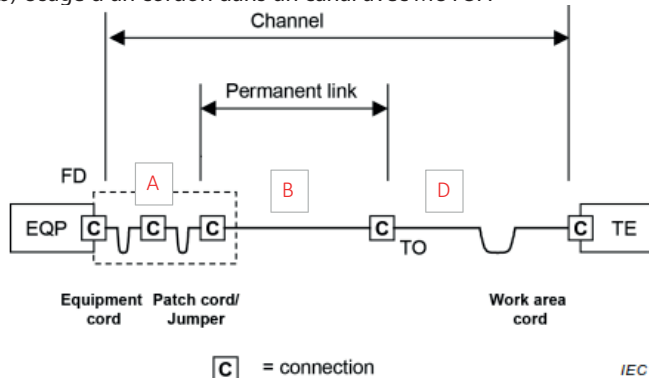 Channel
Permanent link
FD
A
B
D
EQP
C
C
C
C
TO
C
TE
Equipment cord
Patch cord/ Jumper
Work area cord
C = connection
IEC